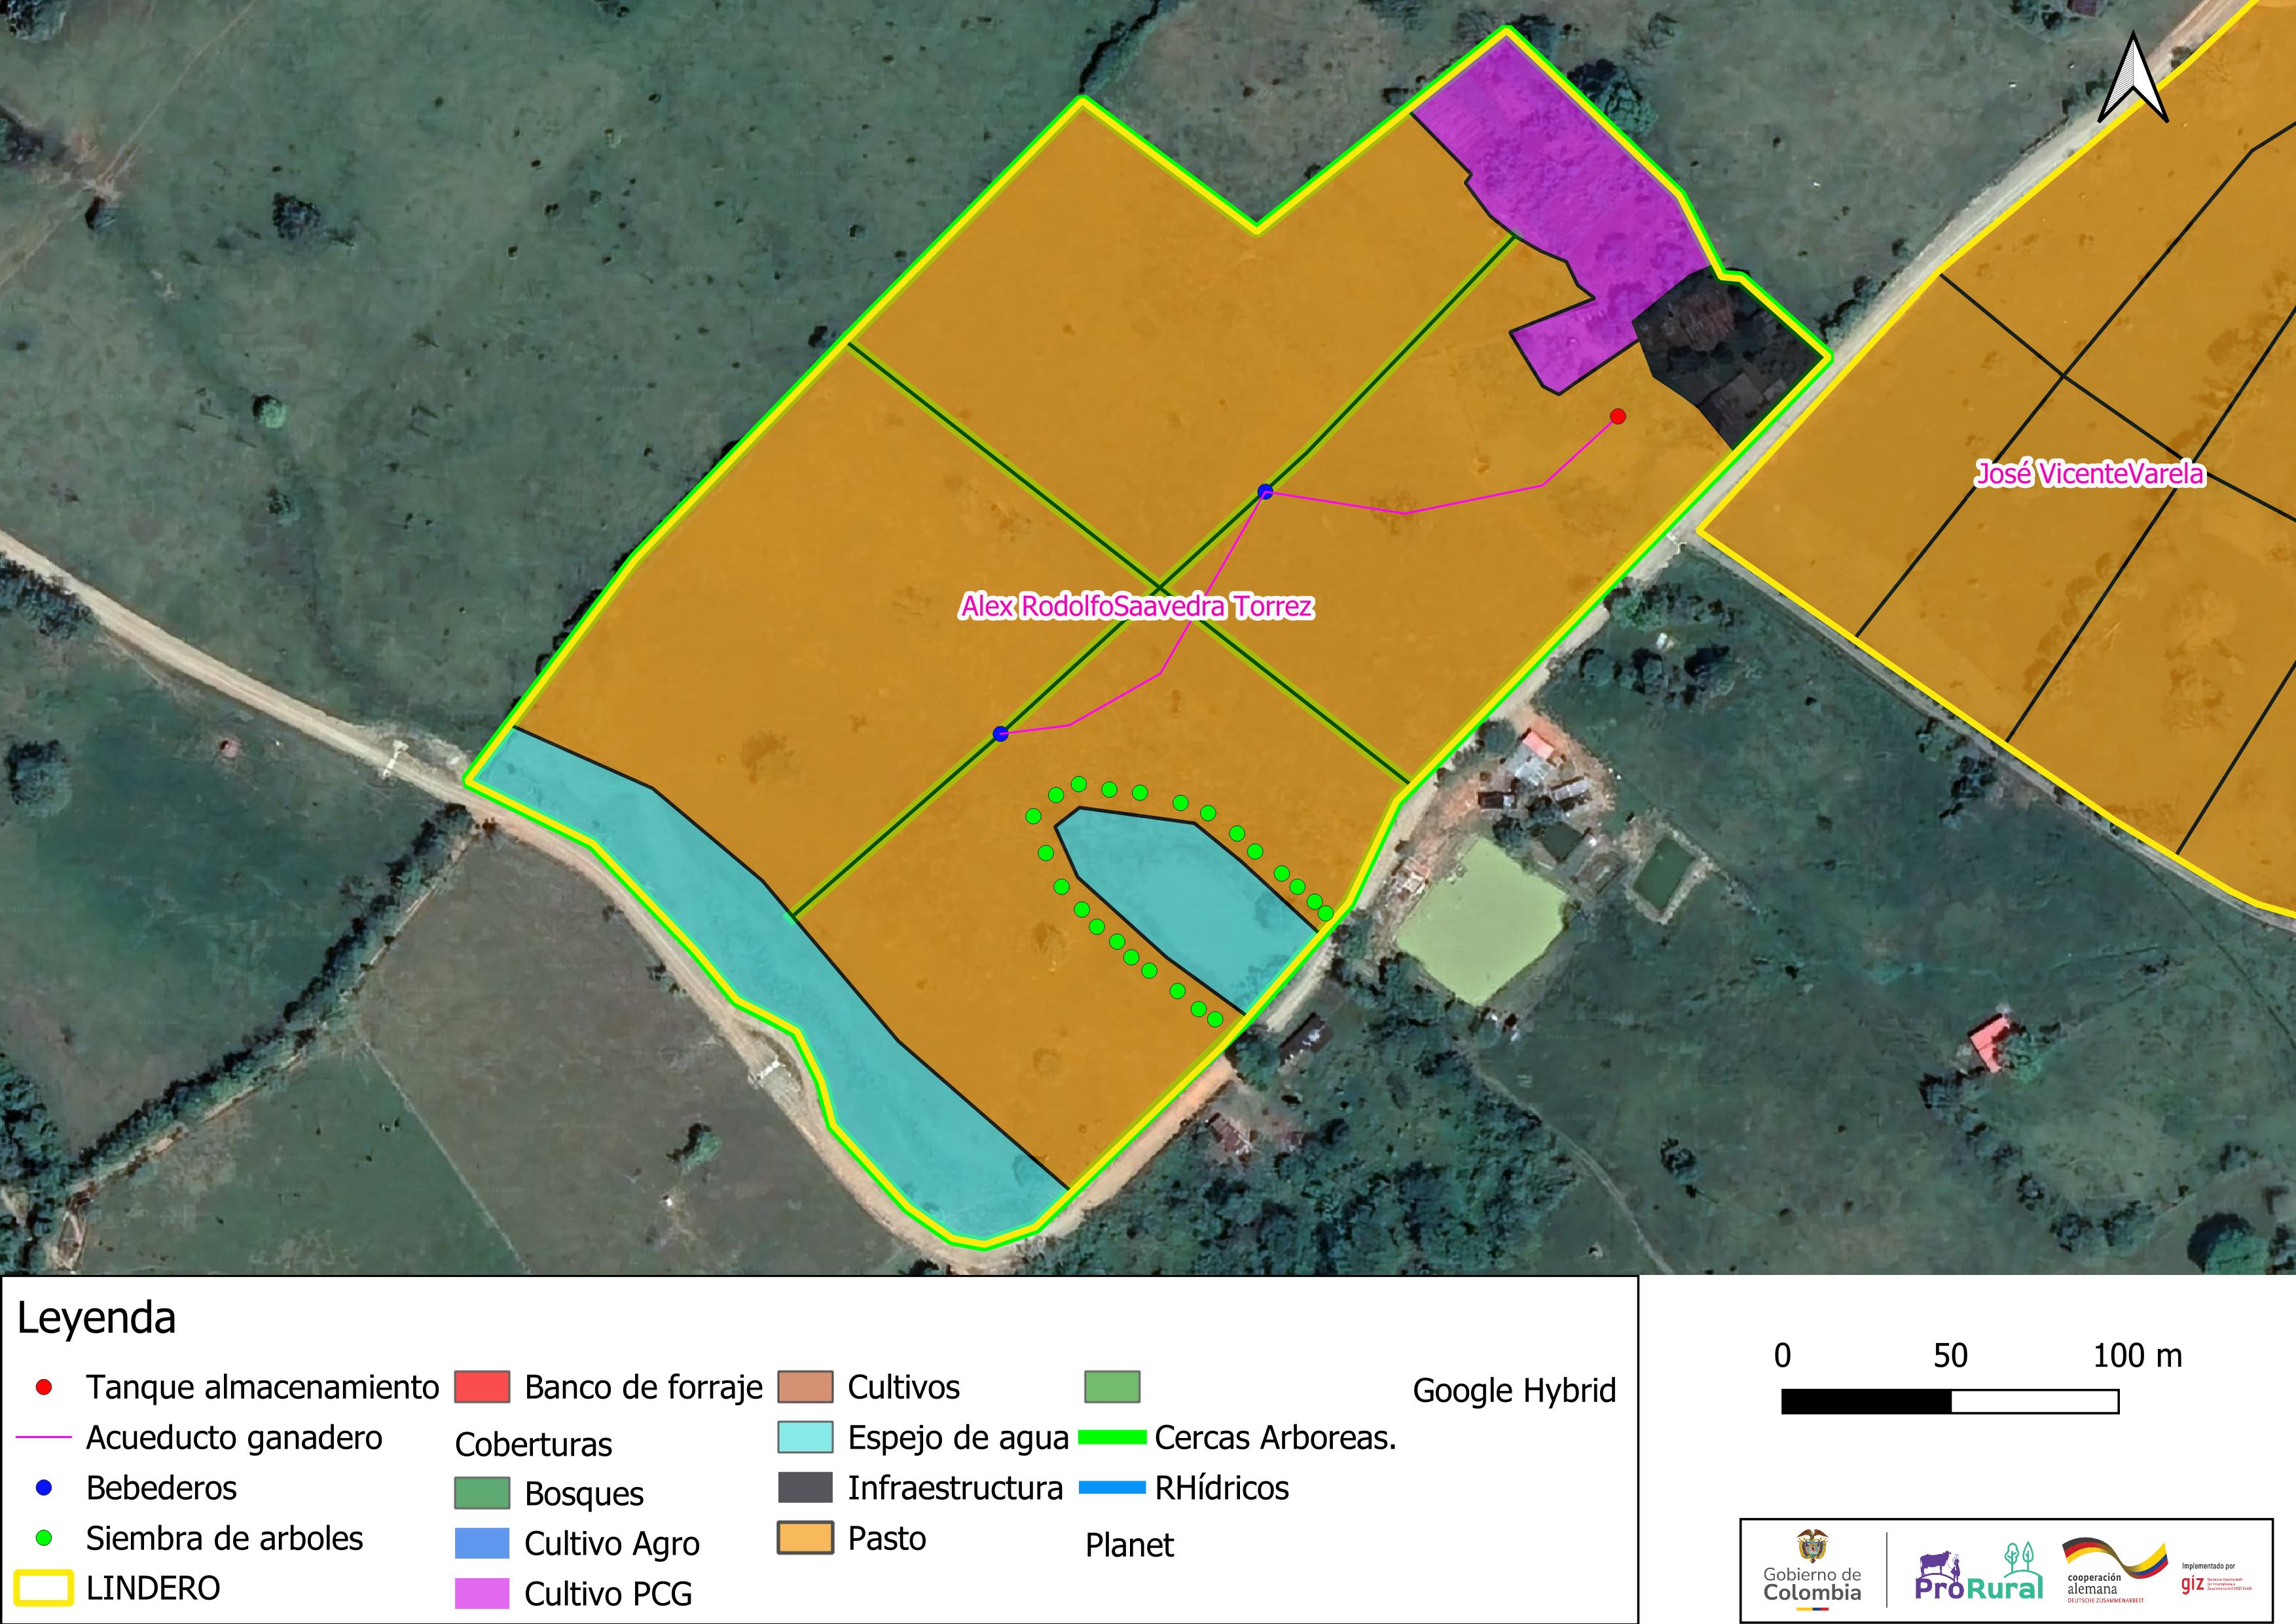 José VicenteVarela
Alex RodolfoSaavedra Torrez
Leyenda
Tanque almacenamiento
Acueducto ganadero
Bebederos
Siembra de arboles
LINDERO
Banco de forraje
Coberturas
Bosques
Cultivo Agro
Cultivo PCG
Cultivos
Espejo de agua
Infraestructura
Pasto
Cercas Arboreas.
RHídricos
Planet
Google Hybrid
0 50 100 m
Gobierno de
Colombia
ProRural
cooperación
alemana
DEUTSCHE ZUSAMMENARBEIT
Implementado por
giz